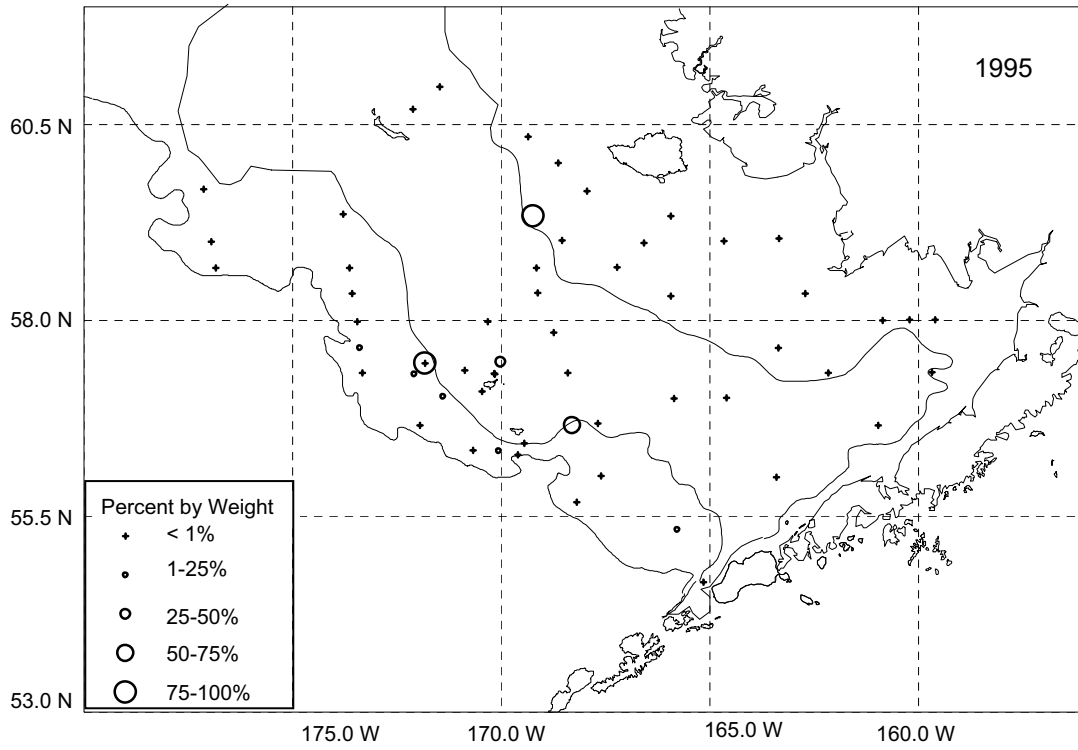 1995
60.5 N
58.0 N
55.5 N
53.0 N
Percent by Weight
< 1%
1-25%
25-50%
50-75%
75-100%
175.0 W
170.0 W
165.0 W
160.0 W